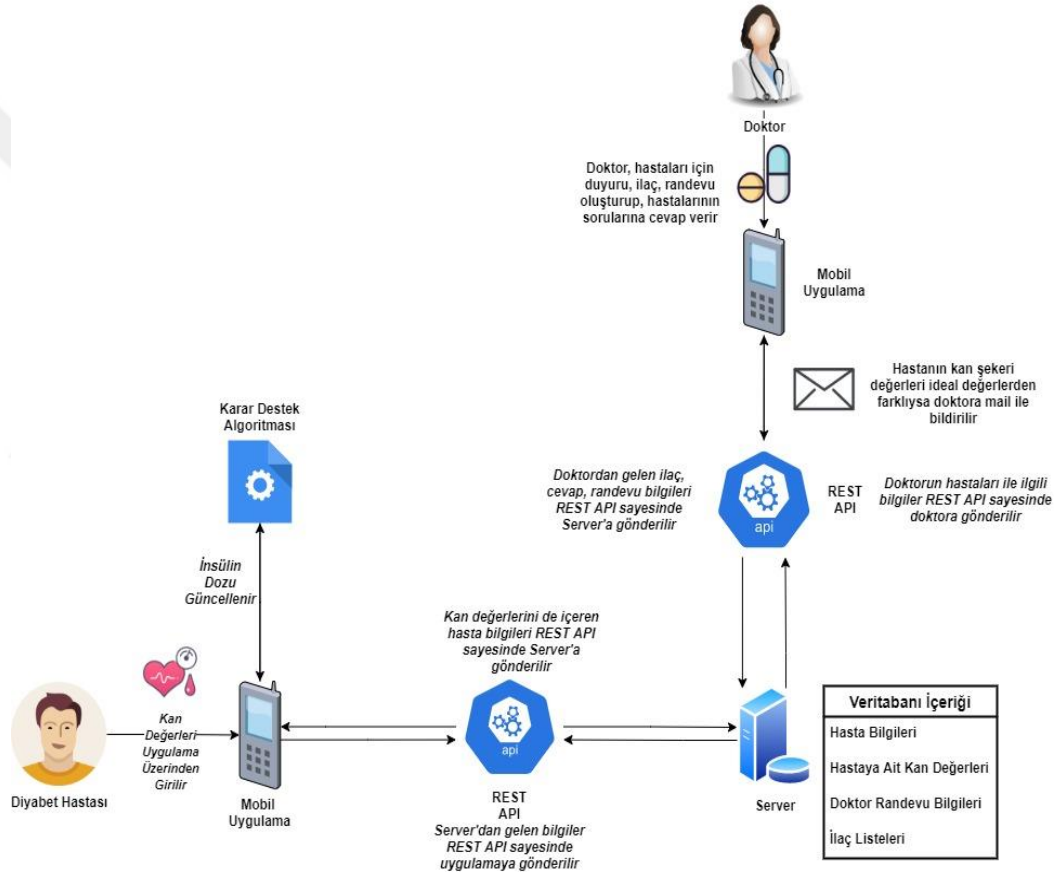 Doktor
Doktor, hastaları için
duyuru, ilaç, randevu
oluşturup, hastalarının
sorularına cevap verir
Mobil
Uygulama
Hastanın kan şekeri
değerleri ideal değerlerden
farklıysa doktora mail ile
bildirilir
Karar Destek
Algoritması
Doktordan gelen ilaç,
cevap, randevu bilgileri
REST API sayesinde
Server'a gönderilir
api
REST
API
Doktorun hastaları ile ilgili
bilgiler REST API sayesinde
doktora gönderilir
İnsülin
Dozu
Güncellenir
Kan değerlerini de içeren
hasta bilgileri REST API
sayesinde Server'a
gönderilir
Diyabet Hastası
Kan
Değerleri
Uygulama
Üzerinden
Girilir
Mobil
Uygulama
api
REST
API
Server'dan gelen bilgiler
REST API sayesinde
uygulamaya gönderilir
Server
Veritabanı İçeriği
Hasta Bilgileri
Hastaya Ait Kan Değerleri
Doktor Randevu Bilgileri
İlaç Listeleri